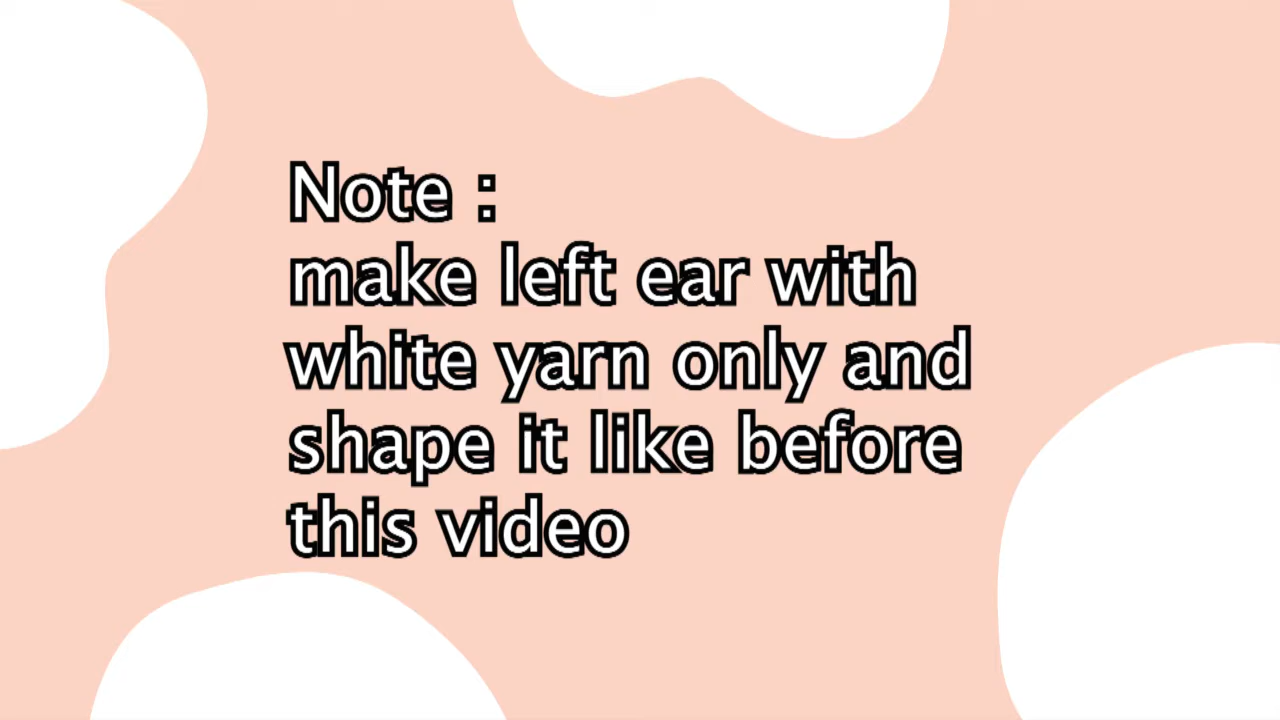 Note :
make left ear with
white yarn only and
shape it like before
this video